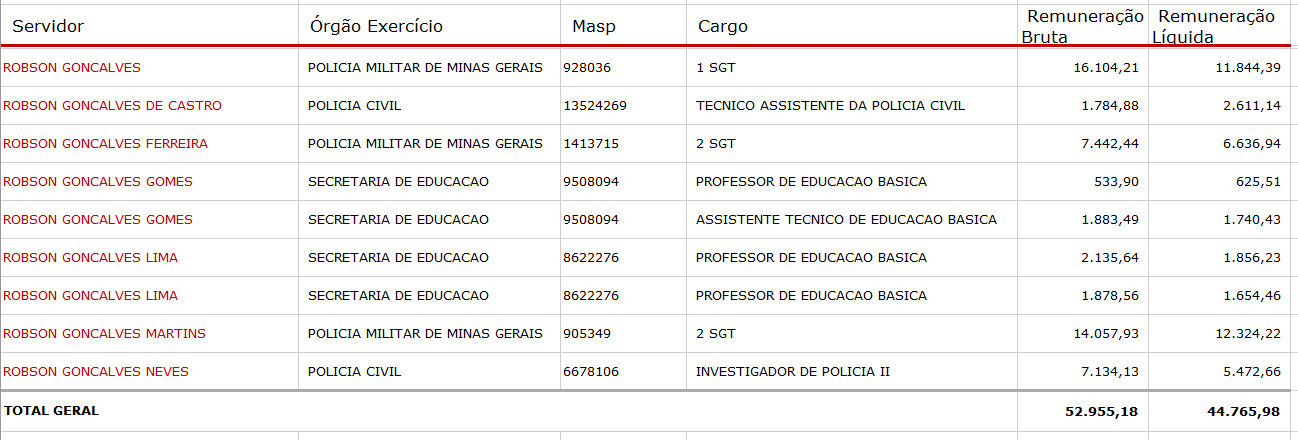 Servidor Órgão Exercício Masp Cargo Remuneração Bruta Remuneração Líquida
ROBSON GONCALVES POLICIA MILITAR DE MINAS GERAIS 928036 1 SGT 16.104,21 11.844,39
ROBSON GONCALVES DE CASTRO POLICIA CIVIL 13524269 TECNICO ASSISTENTE DA POLICIA CIVIL 1.784,88 2.611,14
ROBSON GONCALVES FERREIRA POLICIA MILITAR DE MINAS GERAIS 1413715 2 SGT 7.442,44 6.636,94
ROBSON GONCALVES GOMES SECRETARIA DE EDUCACAO 9508094 PROFESSOR DE EDUCACAO BASICA 533,90 625,51
ROBSON GONCALVES GOMES SECRETARIA DE EDUCACAO 9508094 ASSISTENTE TECNICO DE EDUCACAO BASICA 1.883,49 1.740,43
ROBSON GONCALVES LIMA SECRETARIA DE EDUCACAO 8622276 PROFESSOR DE EDUCACAO BASICA 2.135,64 1.856,23
ROBSON GONCALVES LIMA SECRETARIA DE EDUCACAO 8622276 PROFESSOR DE EDUCACAO BASICA 1.878,56 1.654,46
ROBSON GONCALVES MARTINS POLICIA MILITAR DE MINAS GERAIS 905349 2 SGT 14.057,93 12.324,22
ROBSON GONCALVES NEVES POLICIA CIVIL 6678106 INVESTIGADOR DE POLICIA II 7.134,13 5.472,66
TOTAL GERAL 52.955,18 44.765,98